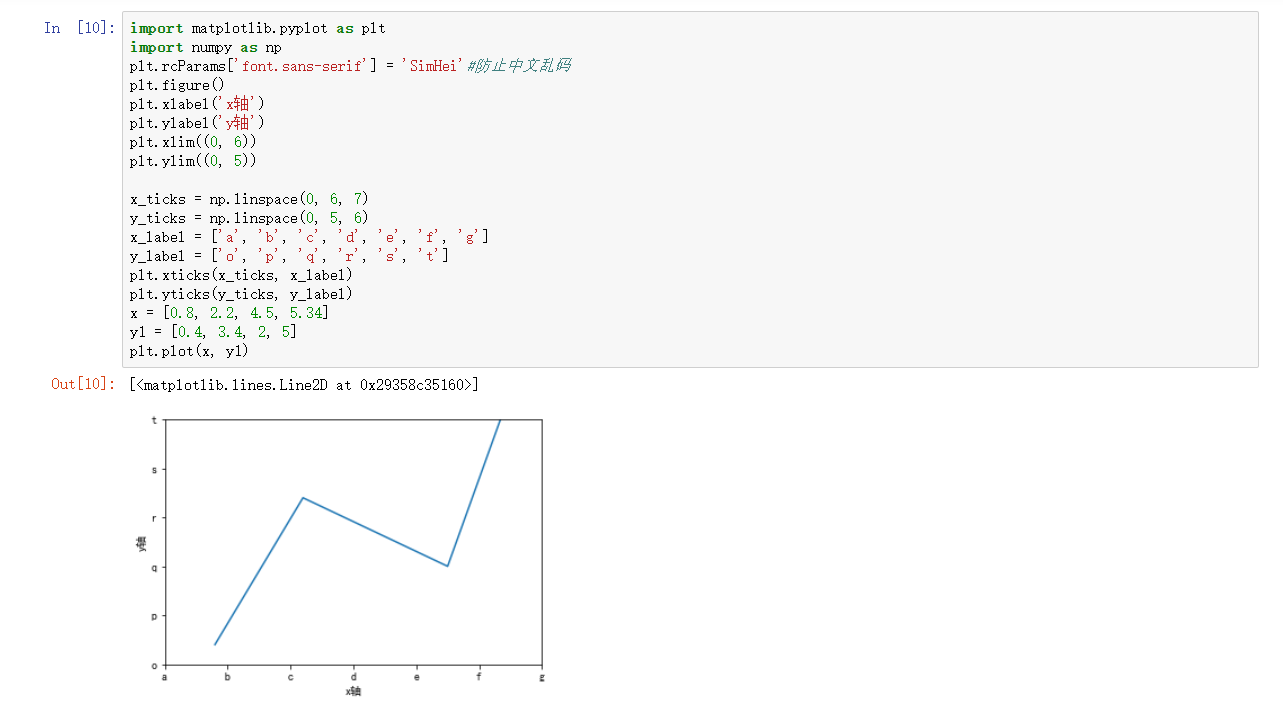 In [10]:
import matplotlib.pyplot as plt
import numpy as np
plt.rcParams['font.sans-serif'] = 'SimHei'#防止中文乱码
plt.figure()
plt.xlabel('x轴')
plt.ylabel('y轴')
plt.xlim((0, 6))
plt.ylim((0, 5))
x_ticks = np.linspace(0, 6, 7)
y_ticks = np.linspace(0, 5, 6)
x_label = ['a', 'b', 'c', 'd', 'e', 'f', 'g']
y_label = ['o', 'p', 'q', 'r', 's', 't']
plt.xticks(x_ticks, x_label)
plt.yticks(y_ticks, y_label)
x = [0.8, 2.2, 4.5, 5.34]
y1 = [0.4, 3.4, 2, 5]
plt.plot(x, y1)
Out[10]: [<matplotlib.lines.Line2D at 0x29358c35160>]
t
s
r
y轴
q
p
o
a b c d e f g
x轴